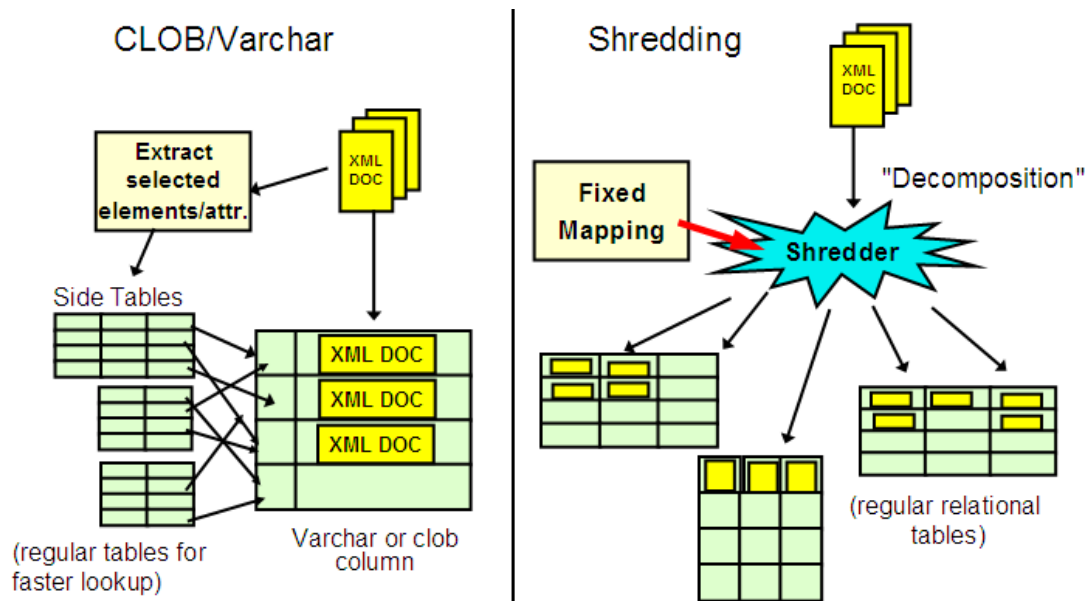 CLOB/Varchar
XML
DOC
Extract
selected
elements/attr.
Side Tables
XML DOC
XML DOC
XML DOC
(regular tables for
faster lookup)
Varchar or clob
column
Shredding
XML
DOC
"Decomposition"
Fixed
Mapping
Shredder
(regular relational
tables)